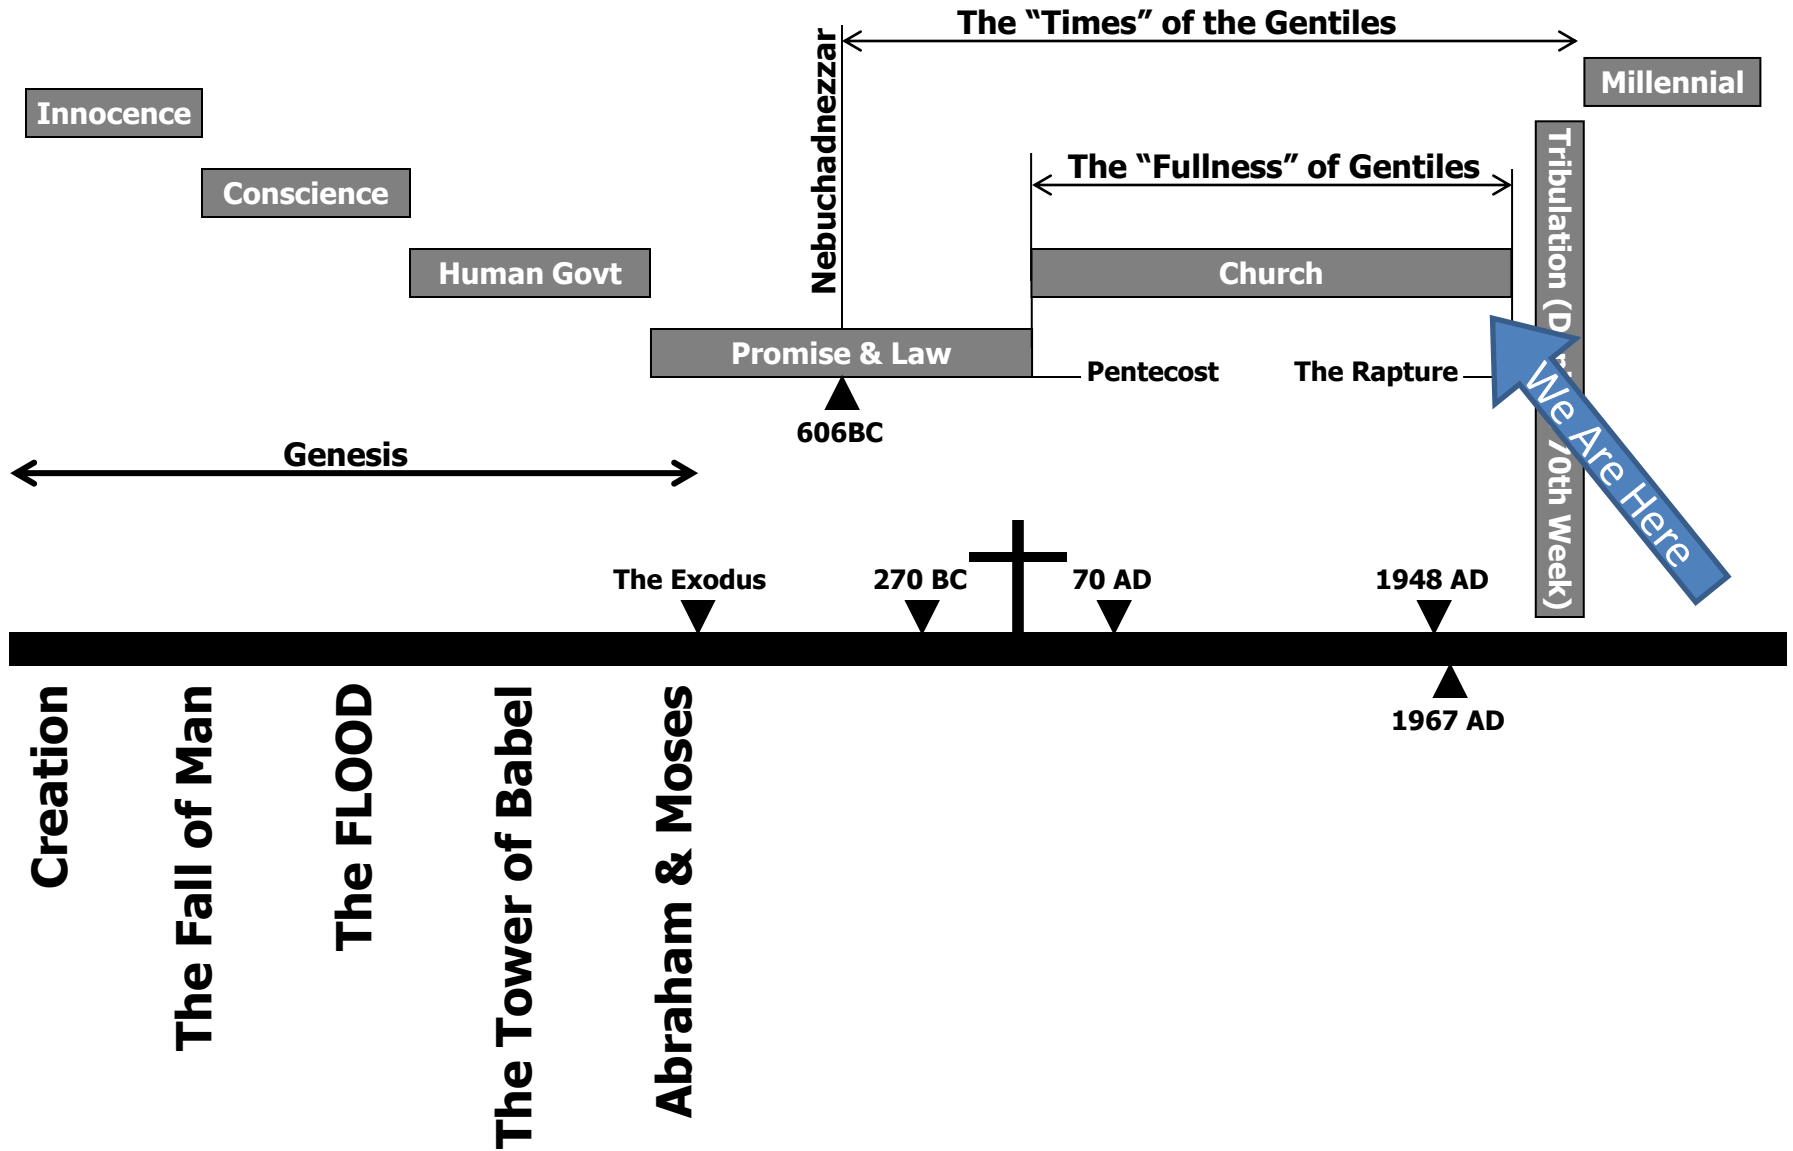 The “Times” of the Gentiles
Nebuchadnezzar
Millennial
Innocence
Conscience
The “Fullness” of Gentiles
Human Govt
Church
Promise & Law
Tribulation (D
70th Week)
Pentecost
The Rapture
We Are Here
606BC
Genesis
The Exodus
270 BC
70 AD
1948 AD
1967 AD
Creation
The Fall of Man
The FLOOD
The Tower of Babel
Abraham & Moses